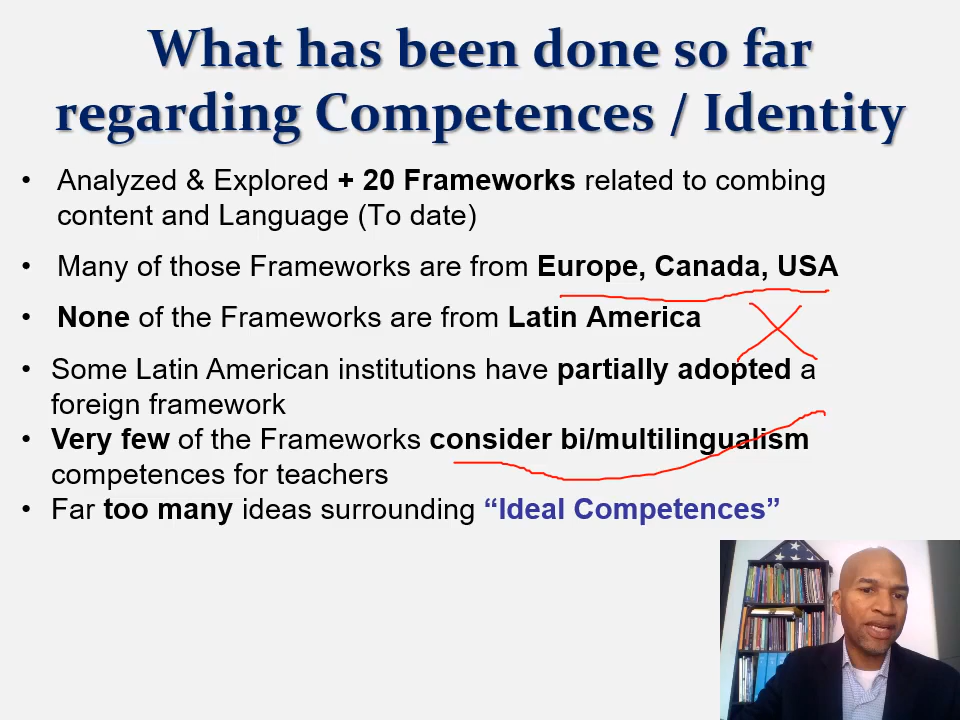 What has been done so far
regarding Competences / Identity
• Analyzed & Explored + 20 Frameworks related to combing
content and Language (To date)
• Many of those Frameworks are from Europe, Canada, USA
• None of the Frameworks are from Latin America
• Some Latin American institutions have partially adopted a
foreign framework
• Very few of the Frameworks consider bi/multilingualism
competences for teachers
• Far too many ideas surrounding “Ideal Competences”